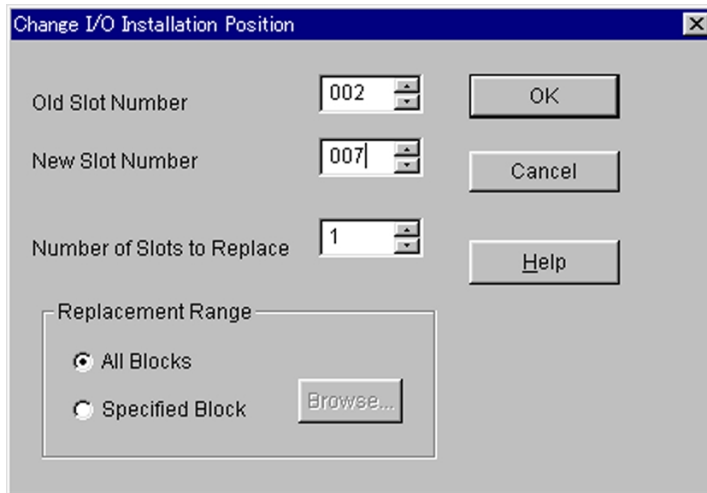 Change I/O Installation Position
Old Slot Number 002 OK
New Slot Number 007 Cancel
Number of Slots to Replace 1 Help
Replacement Range
All Blocks
Specified Block Browse...